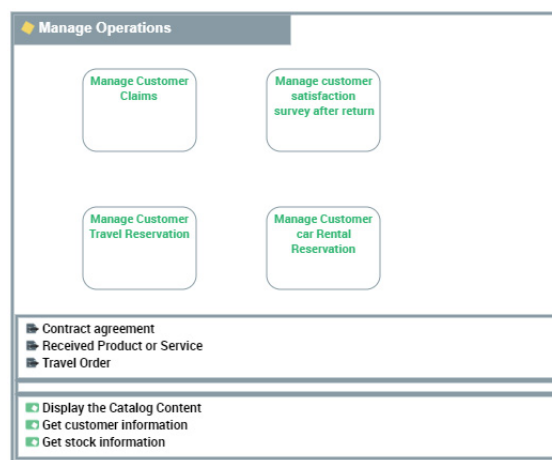 Manage Operations
Manage Customer
Claims
Manage customer
satisfaction
survey after return
Manage Customer
Travel Reservation
Manage Customer
car Rental
Reservation
Contract agreement
Received Product or Service
Travel Order
Display the Catalog Content
Get customer information
Get stock information